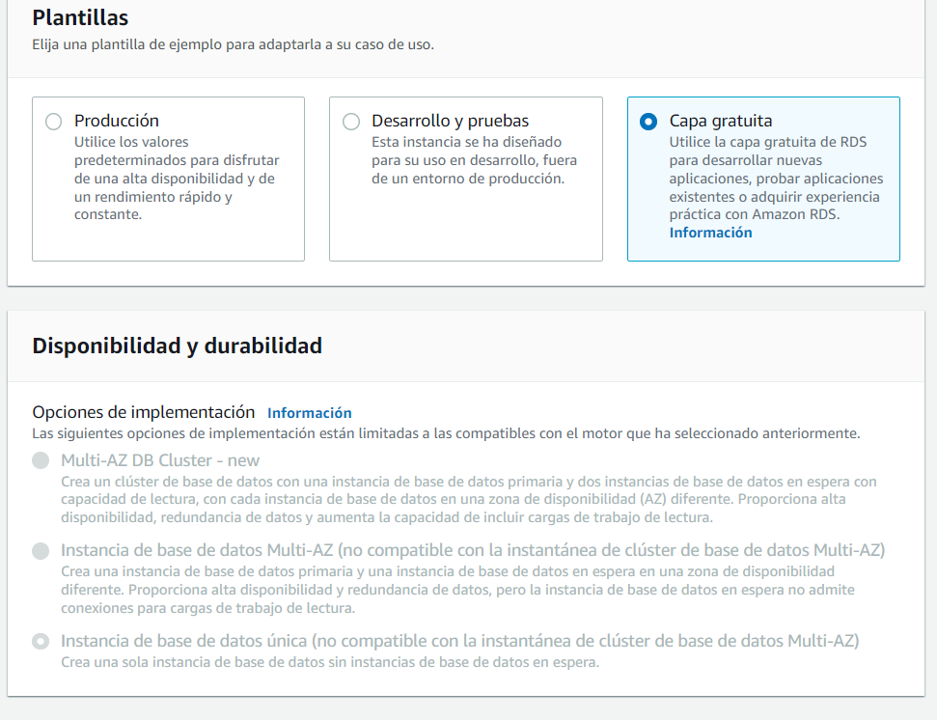 Plantillas
Elija una plantilla de ejemplo para adaptarla a su caso de uso.
Producción
Utilice los valores
predeterminados para disfrutar
de una alta disponibilidad y de
un rendimiento rápido y
constante.
Desarrollo y pruebas
Esta instancia se ha diseñado
para su uso en desarrollo, fuera
de un entorno de producción.
Capa gratuita
Utilice la capa gratuita de RDS
para desarrollar nuevas
aplicaciones, probar aplicaciones
existentes o adquirir experiencia
práctica con Amazon RDS.
Información
Disponibilidad y durabilidad
Opciones de implementación Información
Las siguientes opciones de implementación están limitadas a las compatibles con el motor que ha seleccionado anteriormente.
Multi-AZ DB Cluster - new
Crea un clúster de base de datos con una instancia de base de datos primaria y dos instancias de base de datos en espera con
capacidad de lectura, con cada instancia de base de datos en una zona de disponibilidad (AZ) diferente. Proporciona alta
disponibilidad, redundancia de datos y aumenta la capacidad de incluir cargas de trabajo de lectura.
Instancia de base de datos Multi-AZ (no compatible con la instantánea de clúster de base de datos Multi-AZ)
Crea una instancia de base de datos primaria y una instancia de base de datos en espera en una zona de disponibilidad
diferente. Proporciona alta disponibilidad y redundancia de datos, pero la instancia de base de datos en espera no admite
conexiones para cargas de trabajo de lectura.
Instancia de base de datos única (no compatible con la instantánea de clúster de base de datos Multi-AZ)
Crea una sola instancia de base de datos sin instancias de base de datos en espera.